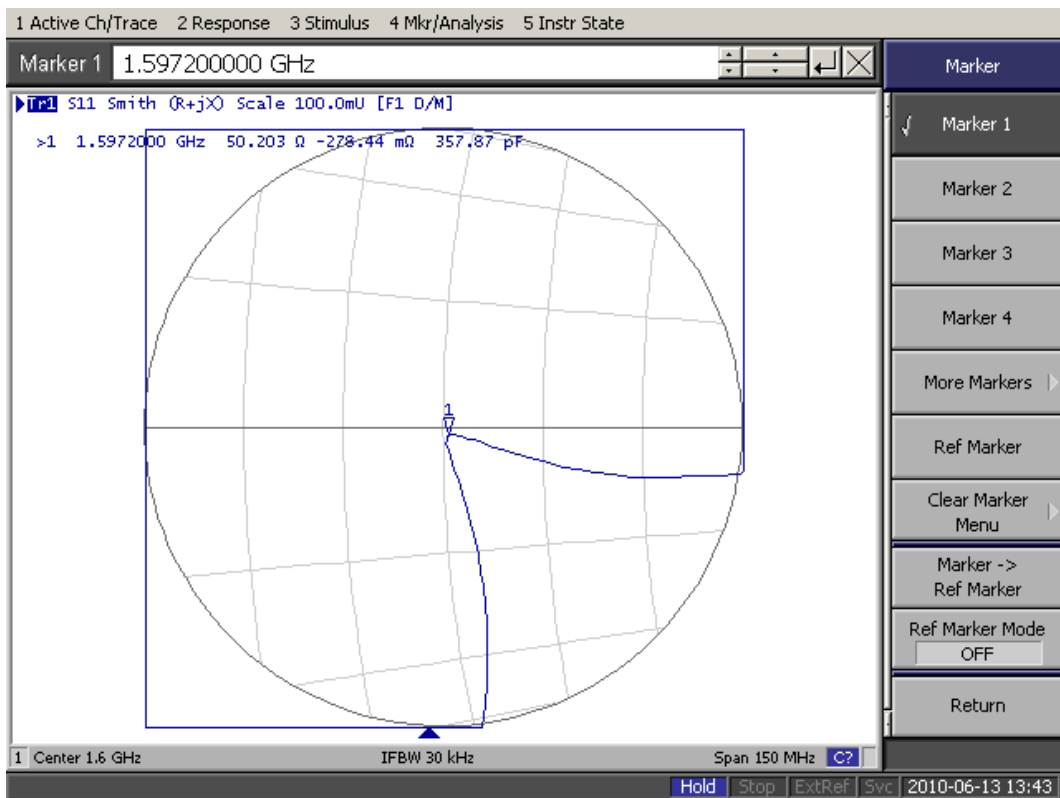 1 Active Ch/Trace 2 Response 3 Stimulus 4 Mkr/Analysis 5 Instr State
Marker 1 1.597200000 GHz
Tr1 S11 Smith (R+jX) Scale 100.0mU [F1 D/M]
>1 1.5972000 GHz 50.203 Ω -278.44 mΩ 357.87 pF
1
1 Center 1.6 GHz IFBW 30 kHz Span 150 MHz C?
Marker
√ Marker 1
Marker 2
Marker 3
Marker 4
More Markers
Ref Marker
Clear Marker
Menu
Marker ->
Ref Marker
Ref Marker Mode
OFF
Return
Hold Stop ExtRef Svc 2010-06-13 13:43